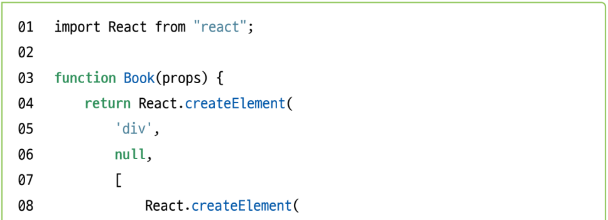 01 import React from "react";
02
03 function Book(props) {
04     return React.createElement(
05         'div',
06         null,
07         [
08             React.createElement(